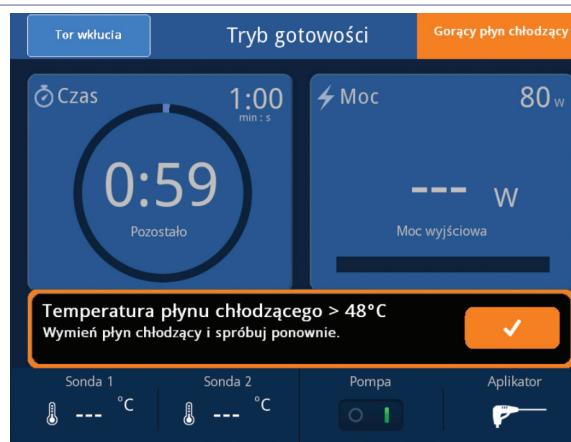 Tor wkłucia
Tryb gotowości
Gorący płyn chłodzący
Czas
1:00
min : s
0:59
Pozostało
Moc
80 w
--- W
Moc wyjściowa
Temperatura płynu chłodzącego > 48°C
Wymień płyn chłodzący i spróbuj ponownie.
Sonda 1
--- °C
Sonda 2
--- °C
Pompa
Aplikator